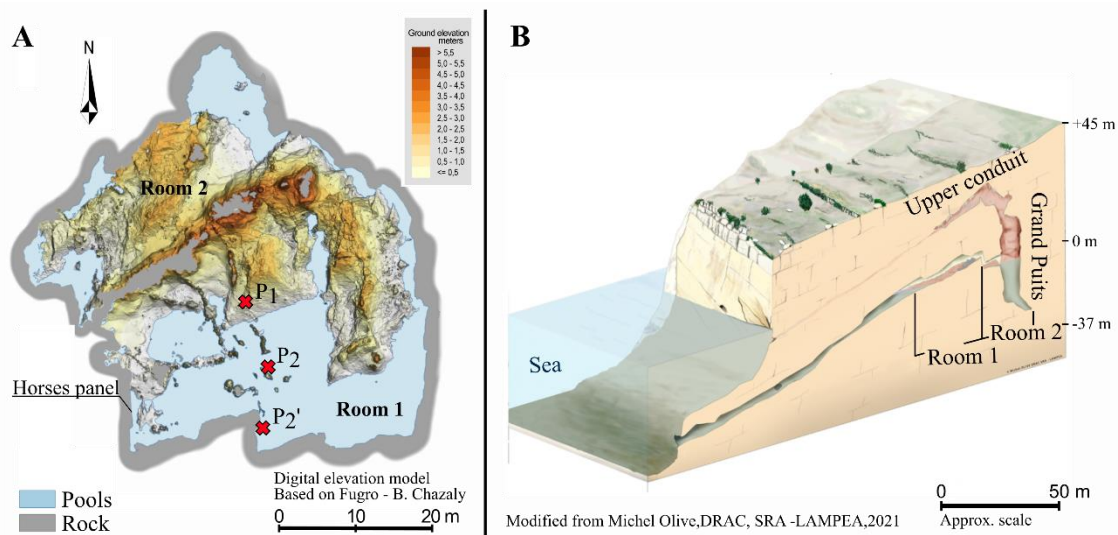 A
N
Ground elevation
meters
> 5,5
5,0 - 5,5
4,5 - 5,0
4,0 - 4,5
3,5 - 4,0
3,0 - 3,5
2,5 - 3,0
2,0 - 2,5
1,5 - 2,0
1,0 - 1,5
0,5 - 1,0
<= 0,5
Room 2
P1
P2
Horses panel
Room 1
P2'
Digital elevation model
Based on Fugro - B. Chazaly
Pools
Rock
0 10 20 m
B
+45 m
Upper conduit
Grand Puits
0 m
-37 m
Room 2
Room 1
Sea
0 50 m
Approx. scale
Modified from Michel Olive,DRAC, SRA -LAMPEA,2021